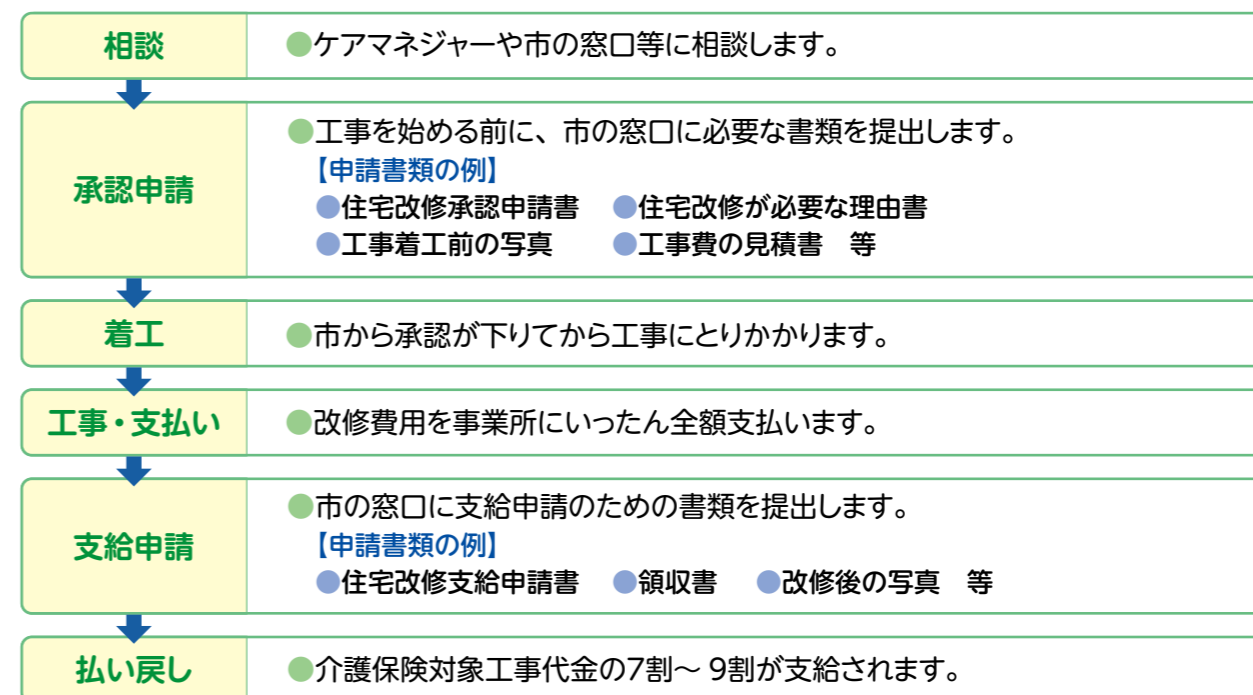 相談
●ケアマネジャーや市の窓口等に相談します。
承認申請
●工事を始める前に、市の窓口に必要な書類を提出します。
【申請書類の例】
●住宅改修承認申請書 ●住宅改修が必要な理由書
●工事着工前の写真 ●工事費の見積書 等
着工
●市から承認が下りてから工事にとりかかります。
工事・支払い
●改修費用を事業所にいったん全額支払います。
支給申請
●市の窓口に支給申請のための書類を提出します。
【申請書類の例】
●住宅改修支給申請書 ●領収書 ●改修後の写真 等
払い戻し
●介護保険対象工事代金の7割～9割が支給されます。